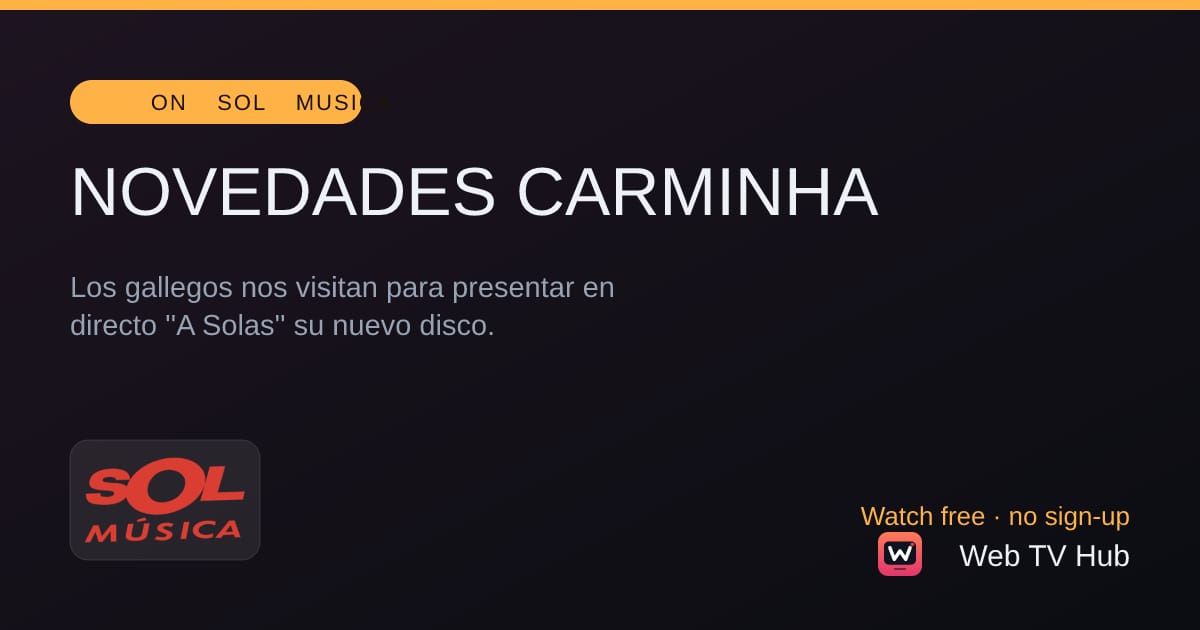 ON SOL MUSICA
NOVEDADES CARMINHA
Los gallegos nos visitan para presentar en
directo "A Solas" su nuevo disco.
SOL
MÚSICA
Watch free · no sign-up
W
Web TV Hub